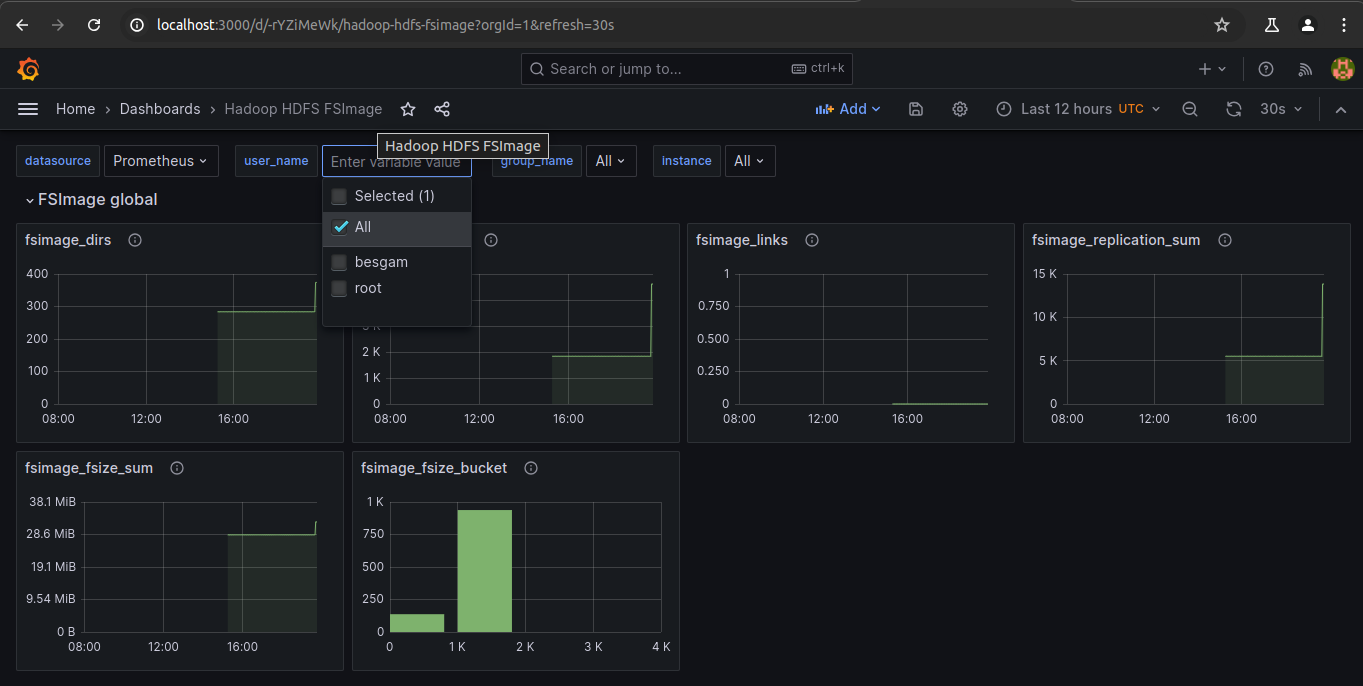 localhost:3000/d/-rYZiMeWk/hadoop-hdfs-fsimage?orgId=1&refresh=30s
Search or jump to... ctrl+k
Home › Dashboards › Hadoop HDFS FSImage Add Last 12 hours UTC 30s
Hadoop HDFS FSImage
datasource Prometheus user_name Enter variable value group_name All instance All
Selected (1)
All
besgam
root
FSImage global
fsimage_dirs
400
300
200
100
0
08:00 12:00 16:00
2 K
1 K
0
08:00 12:00 16:00
fsimage_links
1
0.750
0.500
0.250
0
08:00 12:00 16:00
fsimage_replication_sum
15 K
10 K
5 K
0
08:00 12:00 16:00
fsimage_fsize_sum
38.1 MiB
28.6 MiB
19.1 MiB
9.54 MiB
0 B
08:00 12:00 16:00
fsimage_fsize_bucket
1 K
750
500
250
0
0 1 K 2 K 3 K 4 K